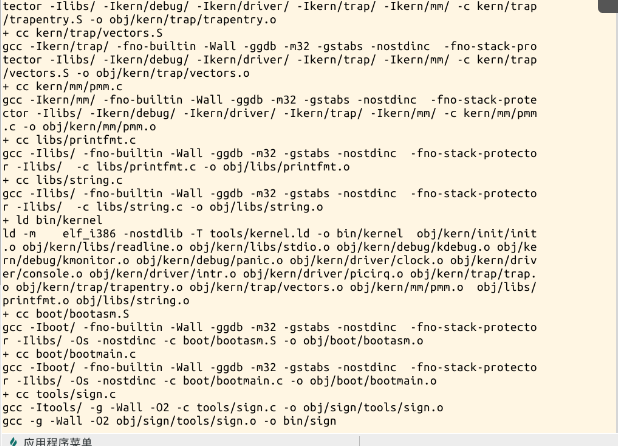 tector -Ilibs/ -Ikern/debug/ -Ikern/driver/ -Ikern/trap/ -Ikern/mm/ -c kern/trap
/trapentry.S -o obj/kern/trap/trapentry.o
+ cc kern/trap/vectors.S
gcc -Ikern/trap/ -fno-builtin -Wall -ggdb -m32 -gstabs -nostdinc  -fno-stack-pro
tector -Ilibs/ -Ikern/debug/ -Ikern/driver/ -Ikern/trap/ -Ikern/mm/ -c kern/trap
/vectors.S -o obj/kern/trap/vectors.o
+ cc kern/mm/pmm.c
gcc -Ikern/mm/ -fno-builtin -Wall -ggdb -m32 -gstabs -nostdinc  -fno-stack-prote
ctor -Ilibs/ -Ikern/debug/ -Ikern/driver/ -Ikern/trap/ -Ikern/mm/ -c kern/mm/pmm
.c -o obj/kern/mm/pmm.o
+ cc libs/printfmt.c
gcc -Ilibs/ -fno-builtin -Wall -ggdb -m32 -gstabs -nostdinc  -fno-stack-protecto
r -Ilibs/  -c libs/printfmt.c -o obj/libs/printfmt.o
+ cc libs/string.c
gcc -Ilibs/ -fno-builtin -Wall -ggdb -m32 -gstabs -nostdinc  -fno-stack-protecto
r -Ilibs/  -c libs/string.c -o obj/libs/string.o
+ ld bin/kernel
ld -m    elf_i386 -nostdlib -T tools/kernel.ld -o bin/kernel  obj/kern/init/init
.o obj/kern/libs/readline.o obj/kern/libs/stdio.o obj/kern/debug/kdebug.o obj/ke
rn/debug/kmonitor.o obj/kern/debug/panic.o obj/kern/driver/clock.o obj/kern/driv
er/console.o obj/kern/driver/intr.o obj/kern/driver/picirq.o obj/kern/trap/trap.
o obj/kern/trap/trapentry.o obj/kern/trap/vectors.o obj/kern/mm/pmm.o  obj/libs/
printfmt.o obj/libs/string.o
+ cc boot/bootasm.S
gcc -Iboot/ -fno-builtin -Wall -ggdb -m32 -gstabs -nostdinc  -fno-stack-protecto
r -Ilibs/ -Os -nostdinc -c boot/bootasm.S -o obj/boot/bootasm.o
+ cc boot/bootmain.c
gcc -Iboot/ -fno-builtin -Wall -ggdb -m32 -gstabs -nostdinc  -fno-stack-protecto
r -Ilibs/ -Os -nostdinc -c boot/bootmain.c -o obj/boot/bootmain.o
+ cc tools/sign.c
gcc -Itools/ -g -Wall -O2 -c tools/sign.c -o obj/sign/tools/sign.o
gcc -g -Wall -O2 obj/sign/tools/sign.o -o bin/sign
应用程序菜单